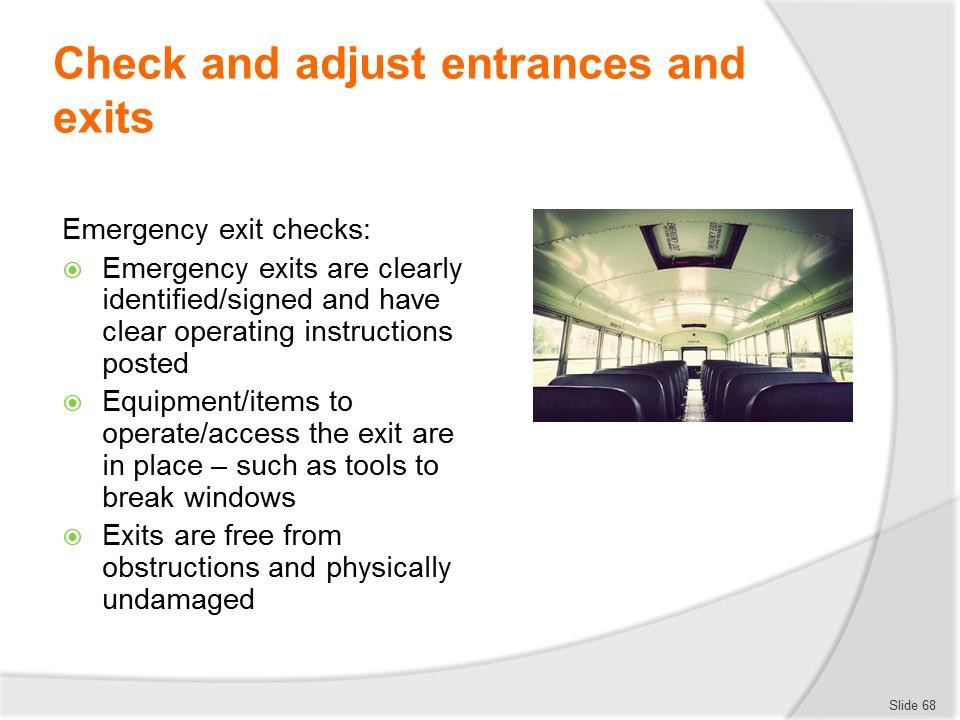 Check and adjust entrances and
exits
Emergency exit checks:
Emergency exits are clearly
identified/signed and have
clear operating instructions
posted
Equipment/items to
operate/access the exit are
in place – such as tools to
break windows
Exits are free from
obstructions and physically
undamaged
Slide 68